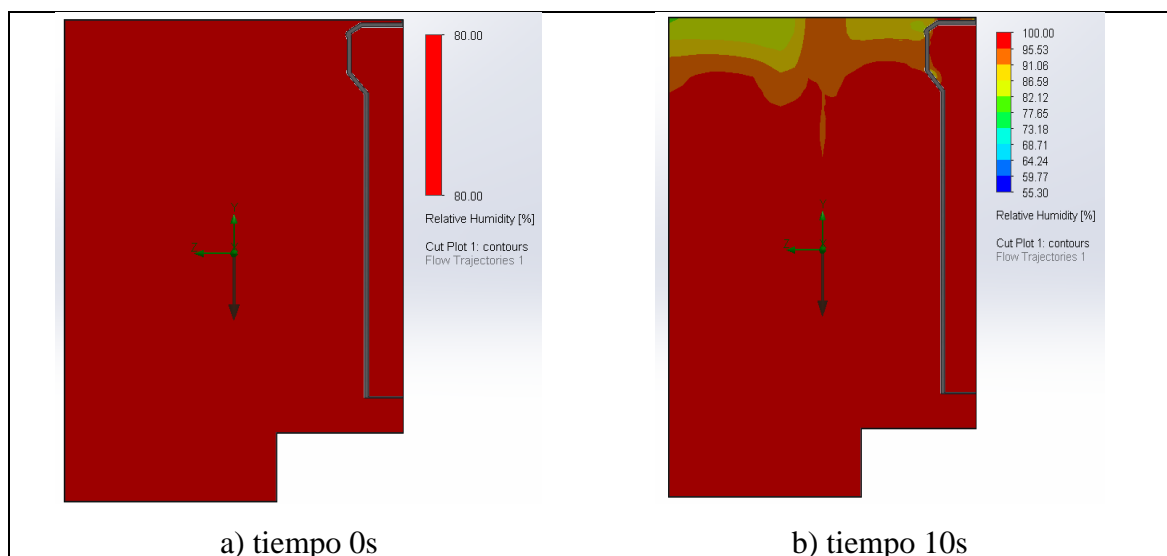 80.00
80.00
Relative Humidity [%]
Cut Plot 1: contours
Flow Trajectories 1
a) tiempo 0s
100.00
95.53
91.06
86.59
82.12
77.65
73.18
68.71
64.24
59.77
55.30
Relative Humidity [%]
Cut Plot 1: contours
Flow Trajectories 1
b) tiempo 10s